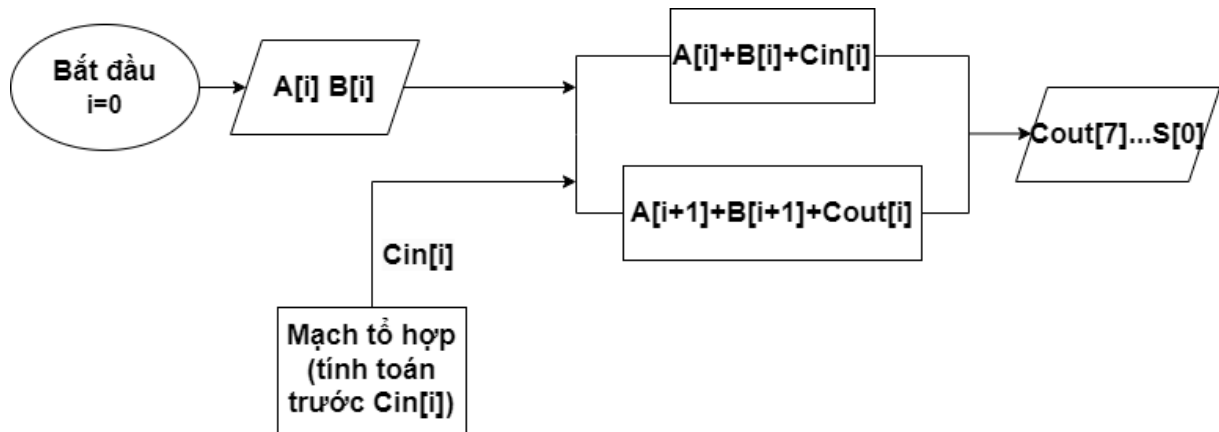 Bắt đầu
i=0
A[i] B[i]
A[i]+B[i]+Cin[i]
A[i+1]+B[i+1]+Cout[i]
Cout[7]...S[0]
Cin[i]
Mạch tổ hợp
(tính toán
trước Cin[i])